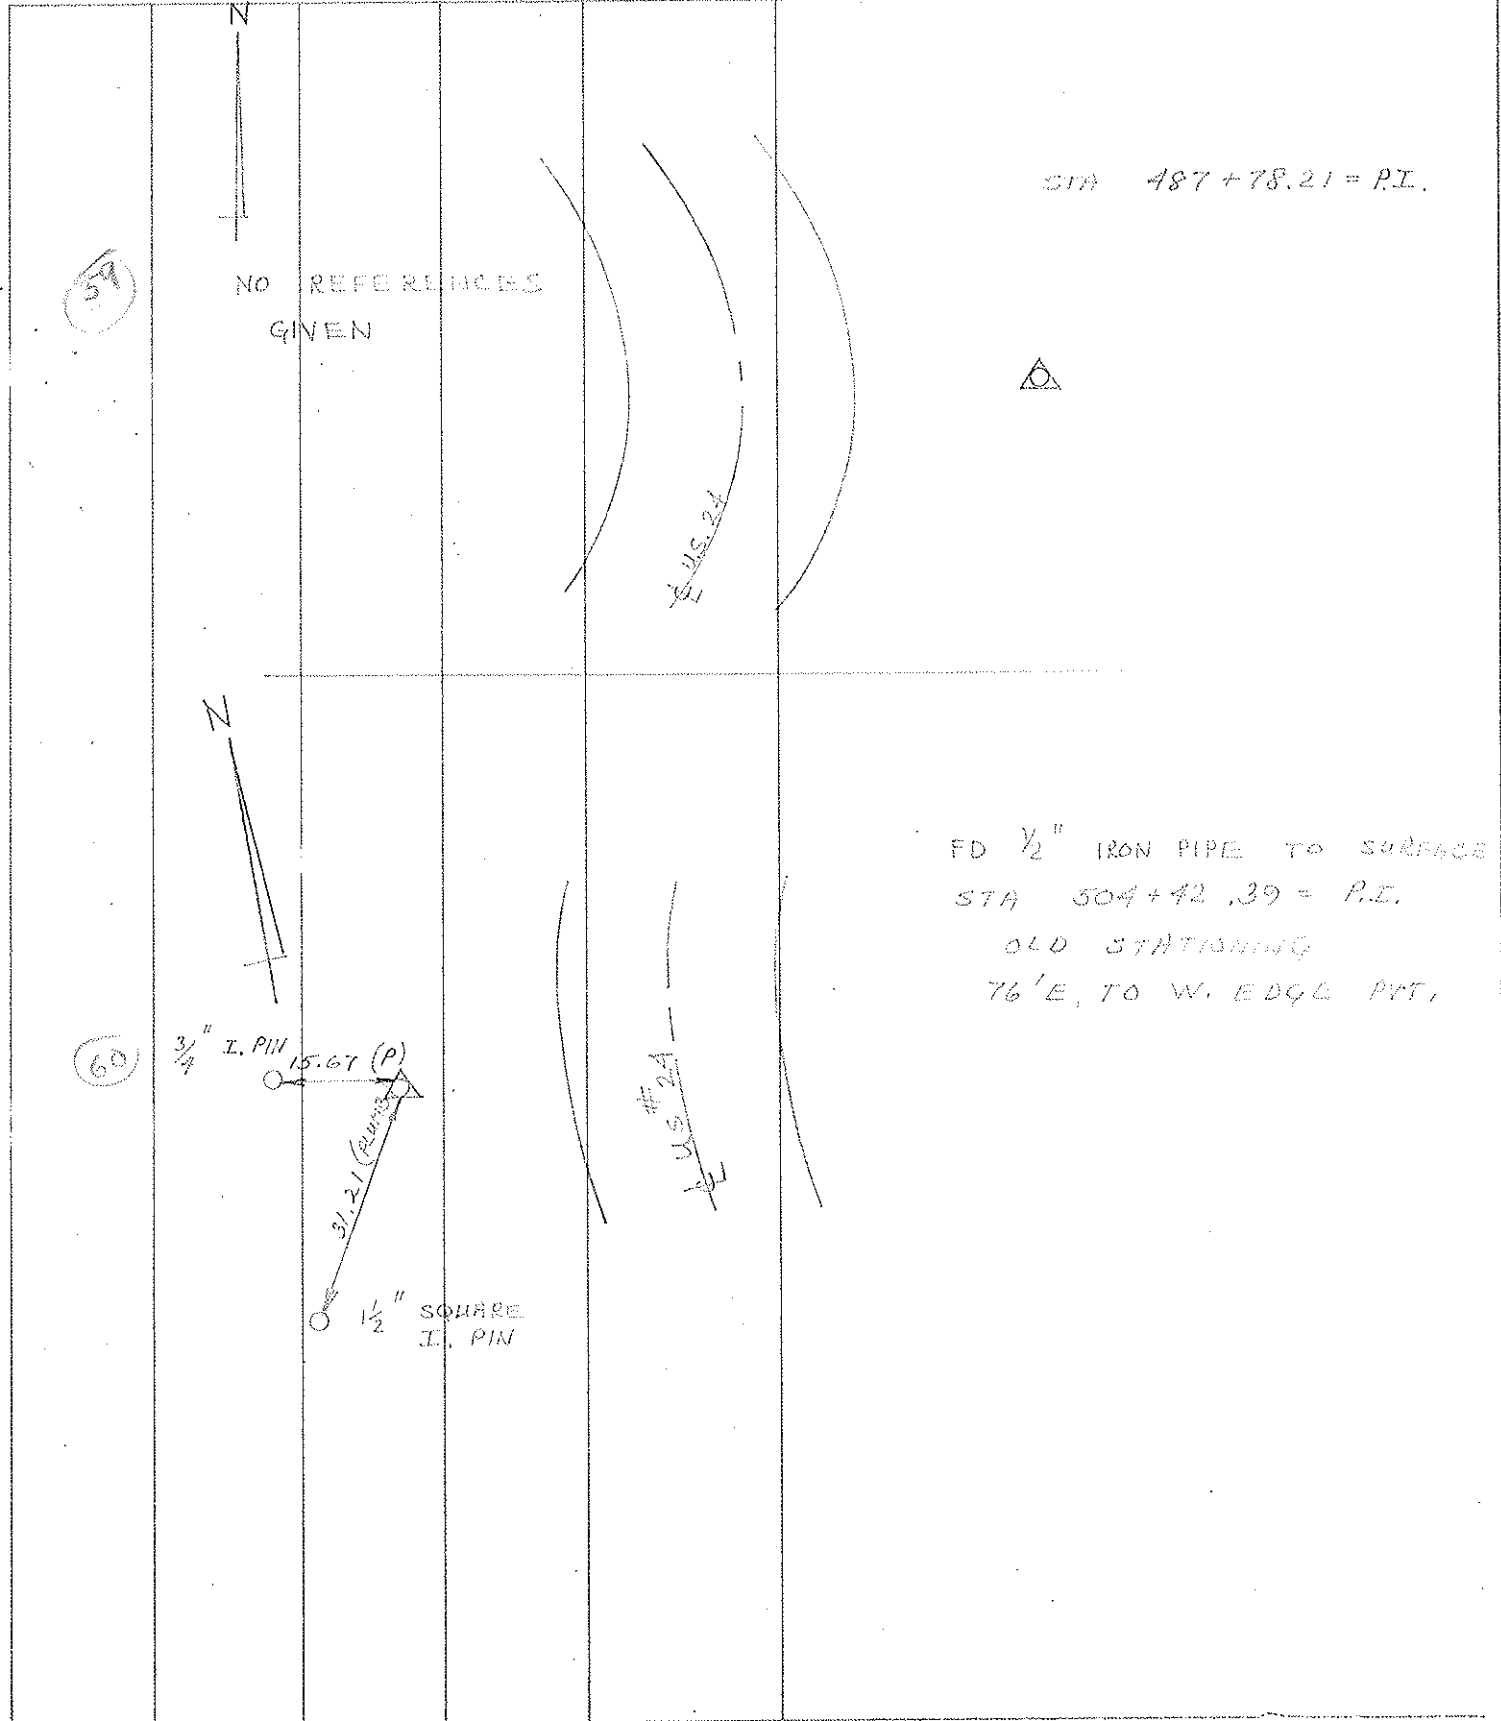 N
STA 487+78.21 = P.I.
59
NO REFERENCES
GIVEN
℄ U.S. 24
N
FD 1/2" IRON PIPE TO SURFACE
STA 504+42.39 = P.I.
OLD STATIONING
76'E. TO W. EDGE PVT.
60
3/4" I. PIN
15.67 (P)
31.21 (PLUMB)
℄ US #24
1 1/2" SQUARE
I. PIN